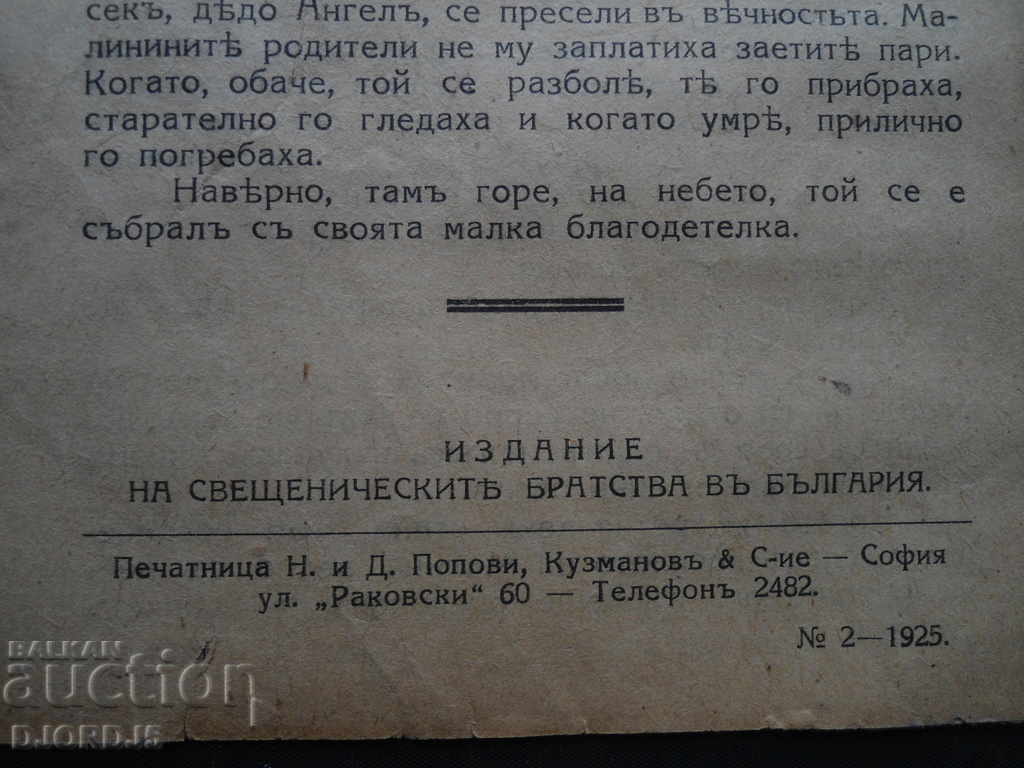 секъ, дѣдо Ангелъ, се пресели въ вѣчностьта. Ма-
лининитѣ родители не му заплатиха заетитѣ пари.
Когато, обаче, той се разболѣ, тѣ го прибраха,
старателно го гледаха и когато умрѣ, прилично
го погребаха.
Навѣрно, тамъ горе, на небето, той се е
събралъ съ своята малка благодетелка.
ИЗДАНИЕ
НА СВЕЩЕНИЧЕСКИТѢ БРАТСТВА ВЪ БЪЛГАРИЯ.
Печатница Н. и Д. Попови, Кузмановъ & С-ие — София
ул. „Раковски“ 60 — Телефонъ 2482.
№ 2—1925.
BALKAN
auction
DJORDJ5